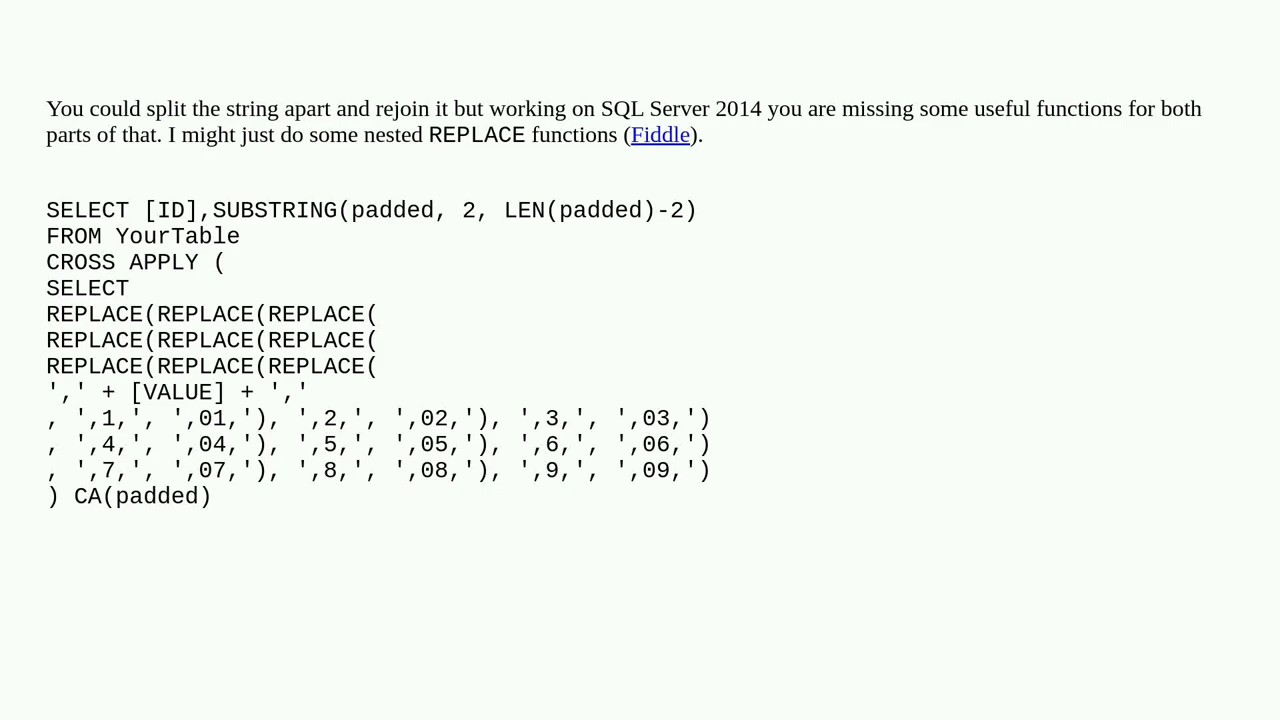 You could split the string apart and rejoin it but working on SQL Server 2014 you are missing some useful functions for both
parts of that. I might just do some nested REPLACE functions (Fiddle).
SELECT [ID],SUBSTRING(padded, 2, LEN(padded)-2)
FROM YourTable
CROSS APPLY (
SELECT
REPLACE(REPLACE(REPLACE(
REPLACE(REPLACE(REPLACE(
REPLACE(REPLACE(REPLACE(
',' + [VALUE] + ','
, ',1,', ',01,'), ',2,', ',02,'), ',3,', ',03,')
, ',4,', ',04,'), ',5,', ',05,'), ',6,', ',06,')
, ',7,', ',07,'), ',8,', ',08,'), ',9,', ',09,')
) CA(padded)